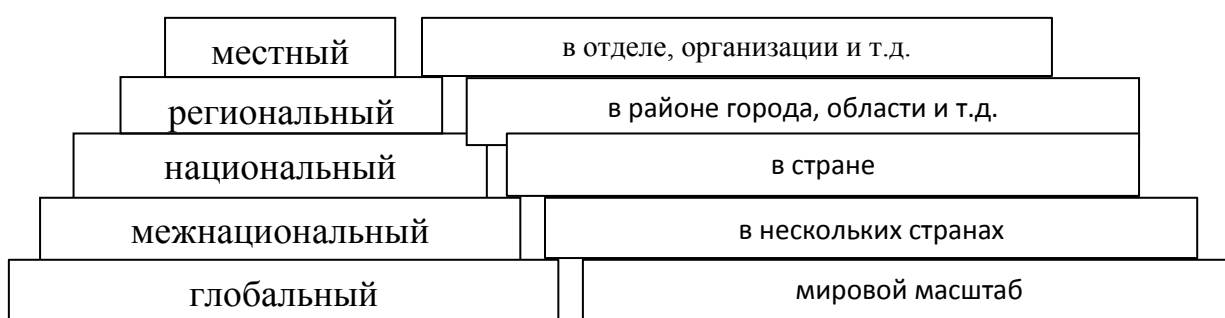 местный в отделе, организации и т.д.
региональный в районе города, области и т.д.
национальный в стране
межнациональный в нескольких странах
глобальный мировой масштаб